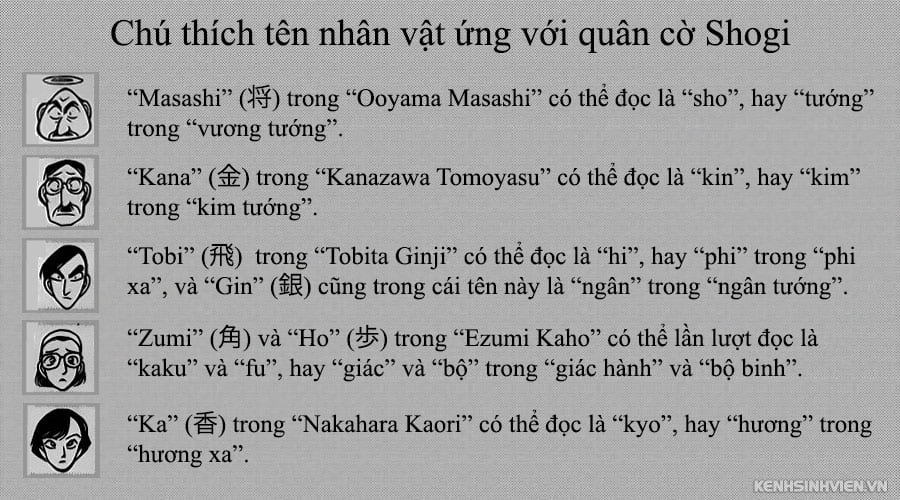 Chú thích tên nhân vật ứng với quân cờ Shogi
“Masashi” (将) trong “Ooyama Masashi” có thể đọc là “sho”, hay “tướng”
trong “vương tướng”.
“Kana” (金) trong “Kanazawa Tomoyasu” có thể đọc là “kin”, hay “kim”
trong “kim tướng”.
“Tobi” (飛) trong “Tobita Ginji” có thể đọc là “hi”, hay “phi” trong “phi
xa”, và “Gin” (銀) cũng trong cái tên này là “ngân” trong “ngân tướng”.
“Zumi” (角) và “Ho” (歩) trong “Ezumi Kaho” có thể lần lượt đọc là
“kaku” và “fu”, hay “giác” và “bộ” trong “giác hành” và “bộ binh”.
“Ka” (香) trong “Nakahara Kaori” có thể đọc là “kyo”, hay “hương” trong
“hương xa”.
KENHSINHVIEN.VN